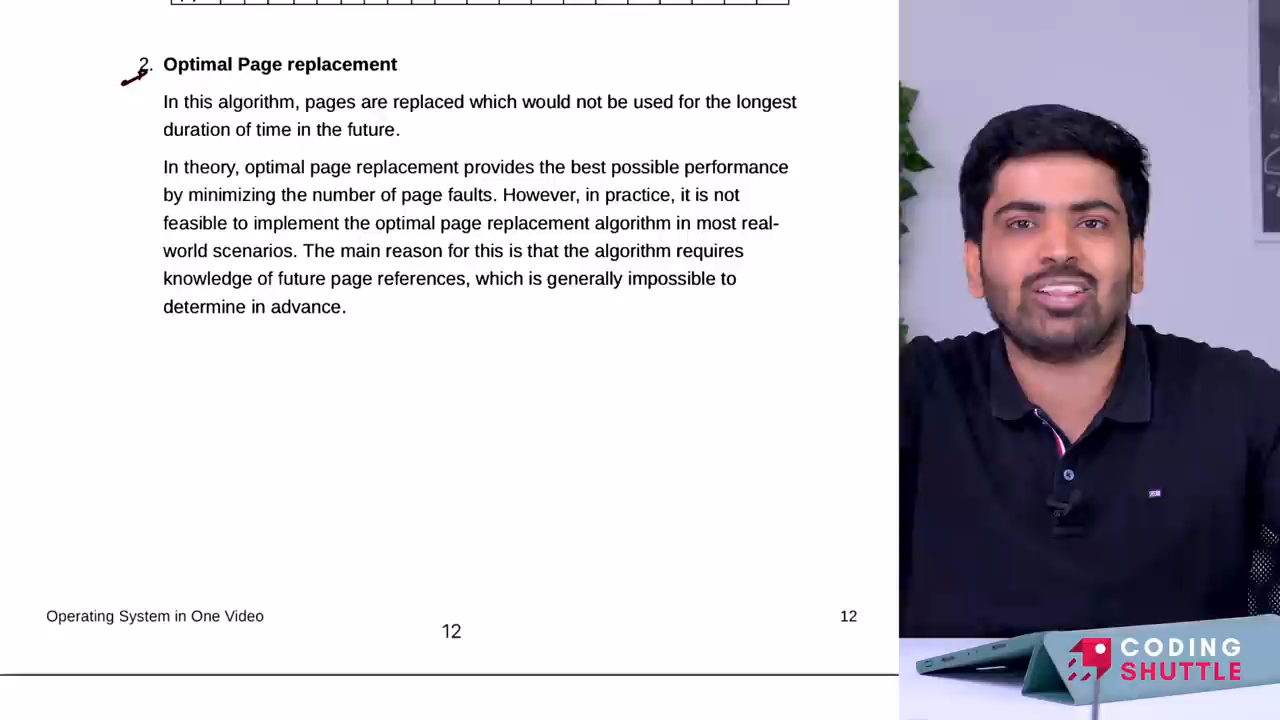 2. Optimal Page replacement
In this algorithm, pages are replaced which would not be used for the longest
duration of time in the future.
In theory, optimal page replacement provides the best possible performance
by minimizing the number of page faults. However, in practice, it is not
feasible to implement the optimal page replacement algorithm in most real-
world scenarios. The main reason for this is that the algorithm requires
knowledge of future page references, which is generally impossible to
determine in advance.
Operating System in One Video
12
12
CODING
SHUTTLE